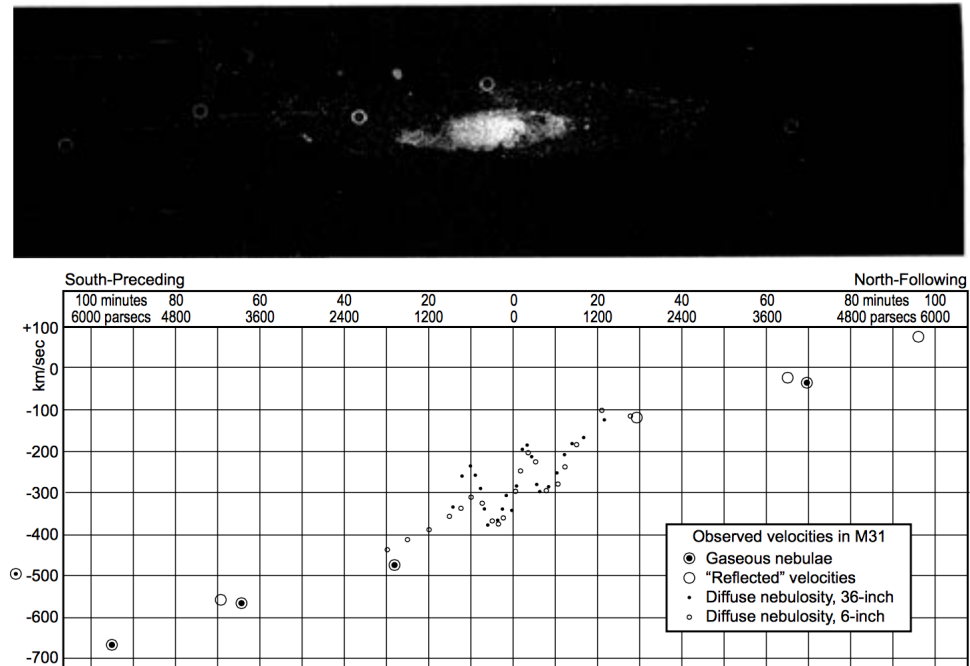 South-Preceding North-Following
100 minutes 80 60 40 20 0 20 40 60 80 minutes 100
6000 parsecs 4800 3600 2400 1200 0 1200 2400 3600 4800 parsecs 6000
+100
km/sec
0
-100
-200
-300
-400
-500
-600
-700
Observed velocities in M31
Gaseous nebulae
“Reflected” velocities
Diffuse nebulosity, 36-inch
Diffuse nebulosity, 6-inch